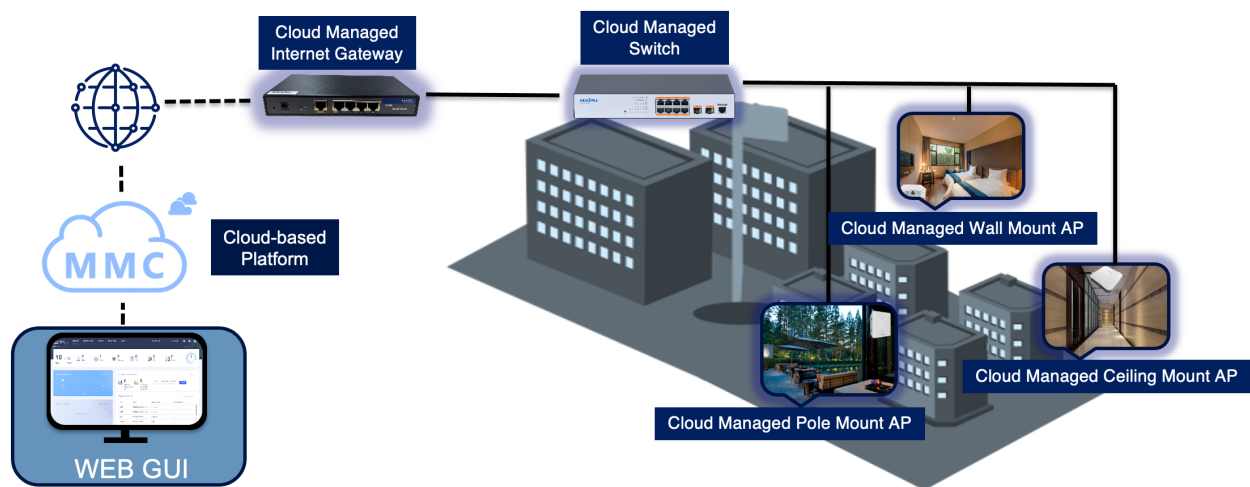 Cloud Managed
Internet Gateway
Cloud Managed
Switch
Cloud Managed Wall Mount AP
MMC
Cloud-based
Platform
Cloud Managed Ceiling Mount AP
Cloud Managed Pole Mount AP
WEB GUI